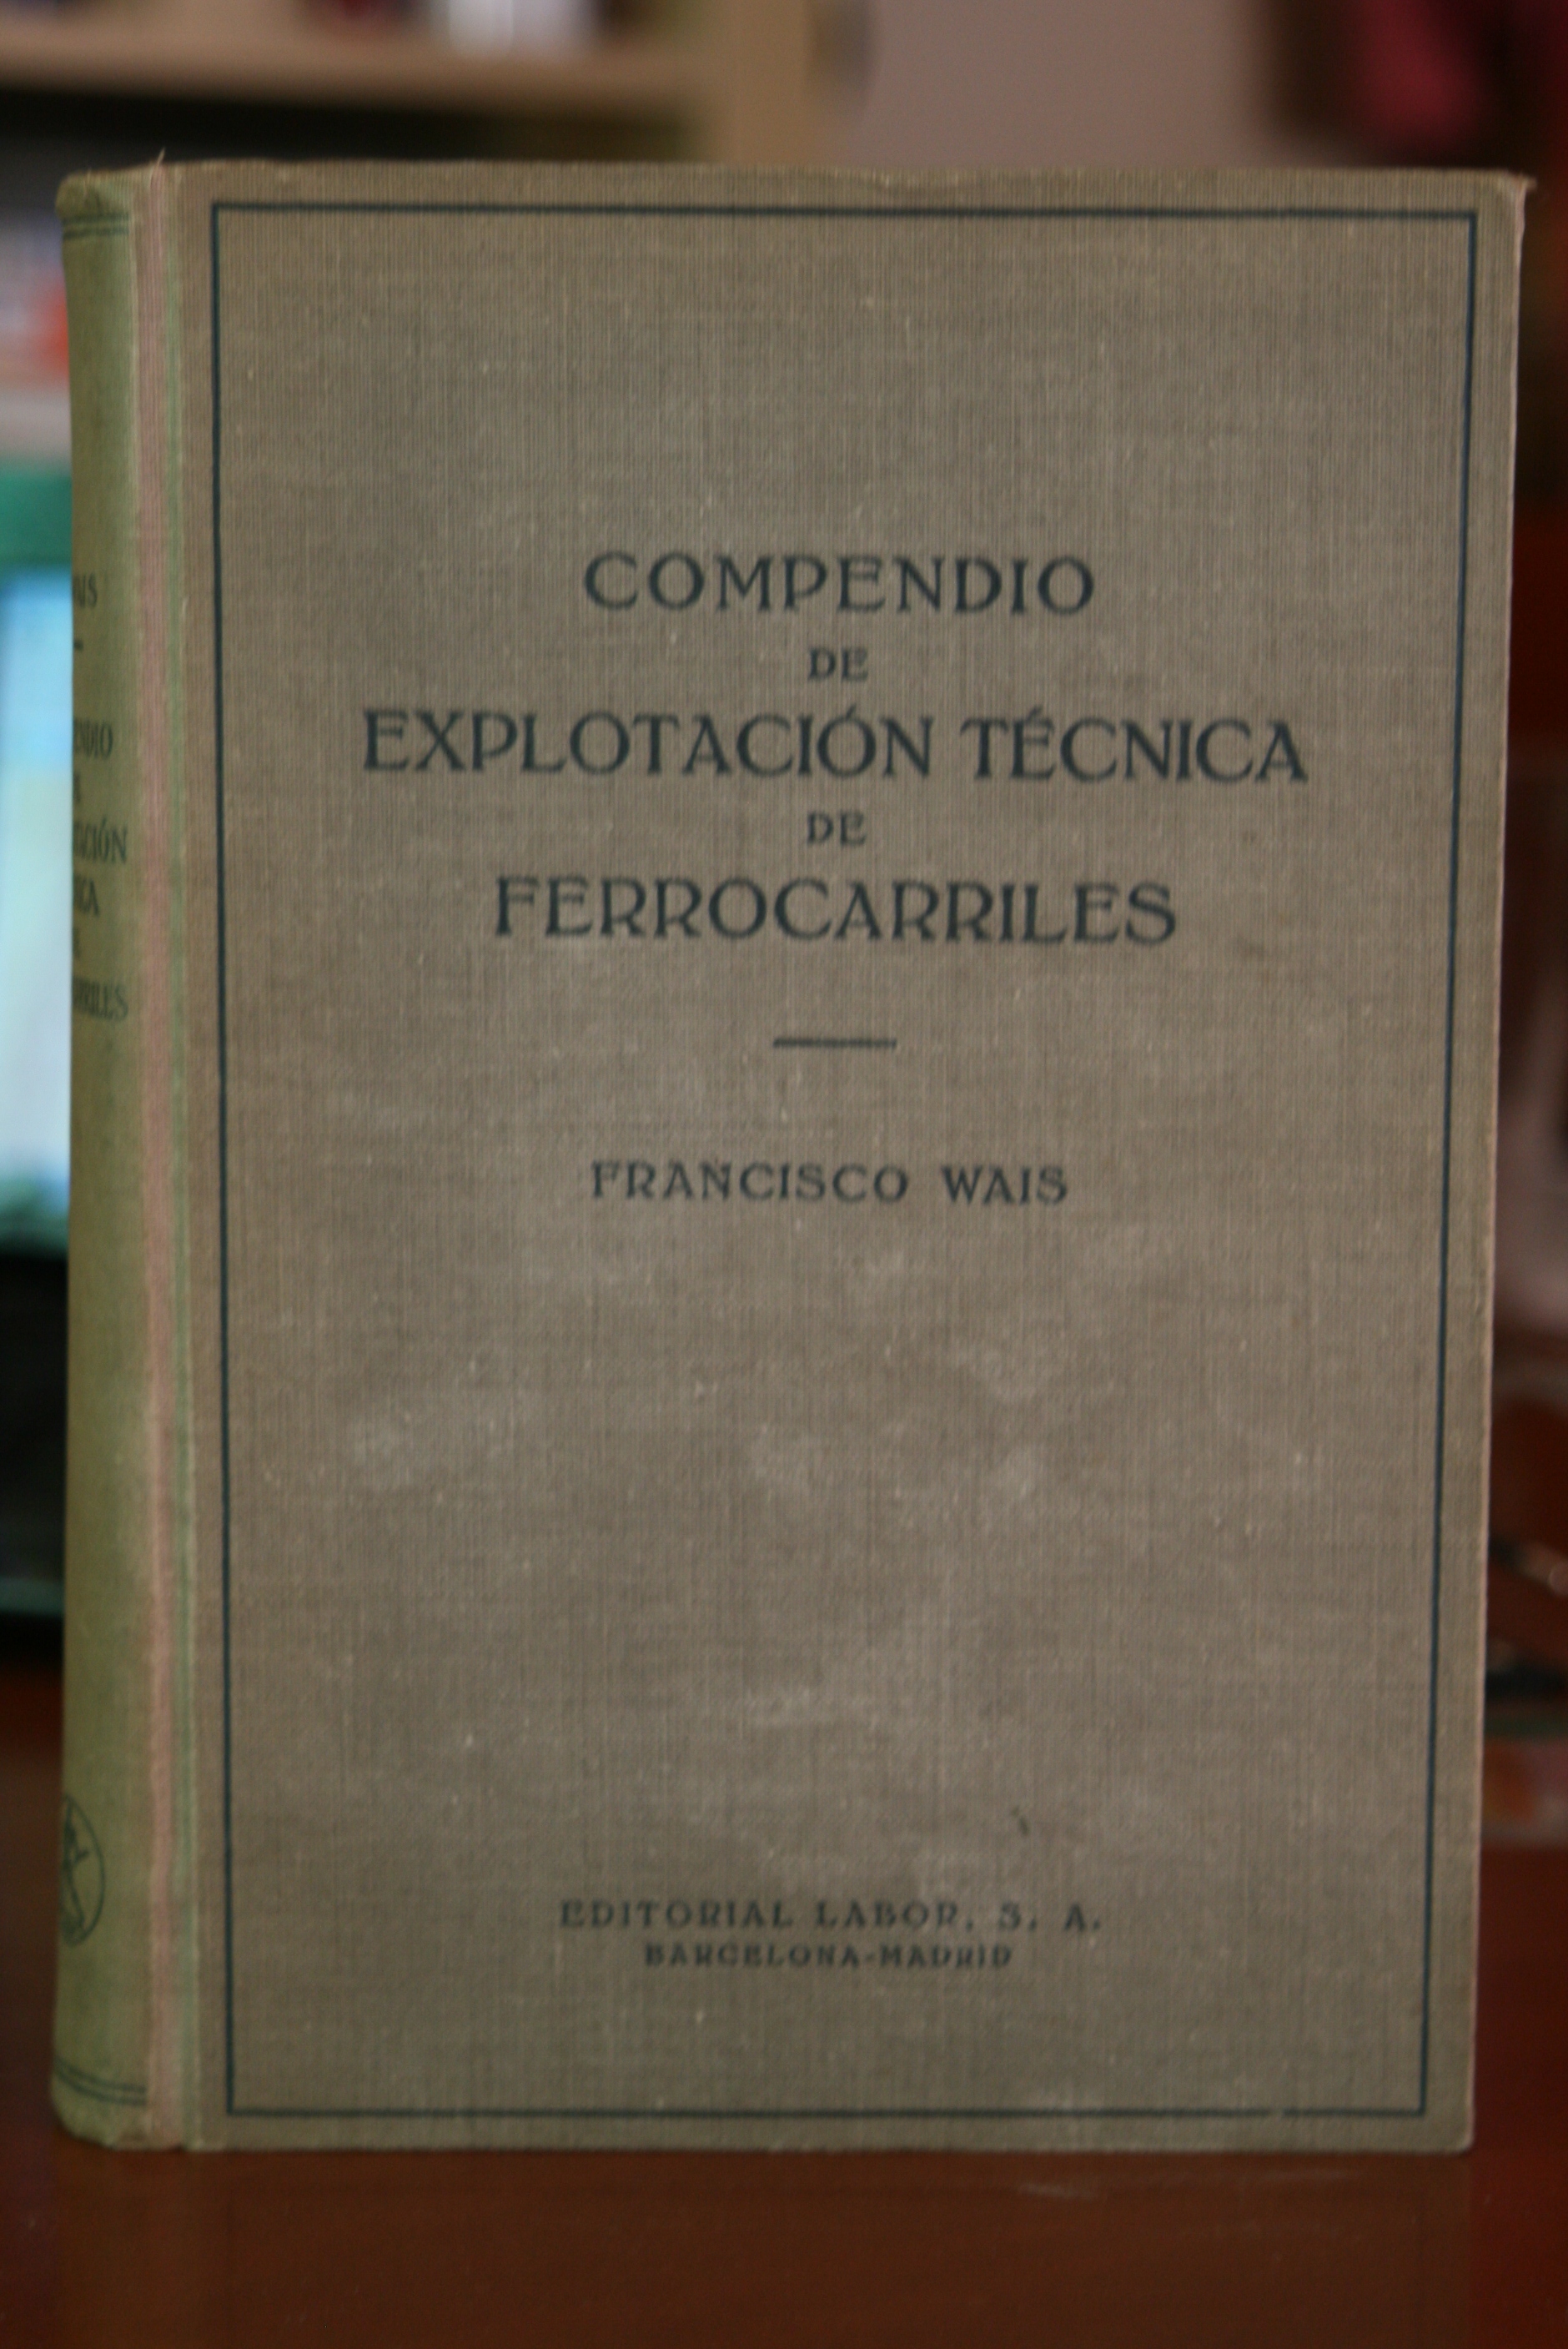 COMPENDIO
DE
EXPLOTACIÓN TÉCNICA
DE
FERROCARRILES
FRANCISCO WAIS
EDITORIAL LABOR, S. A.
BARCELONA-MADRID